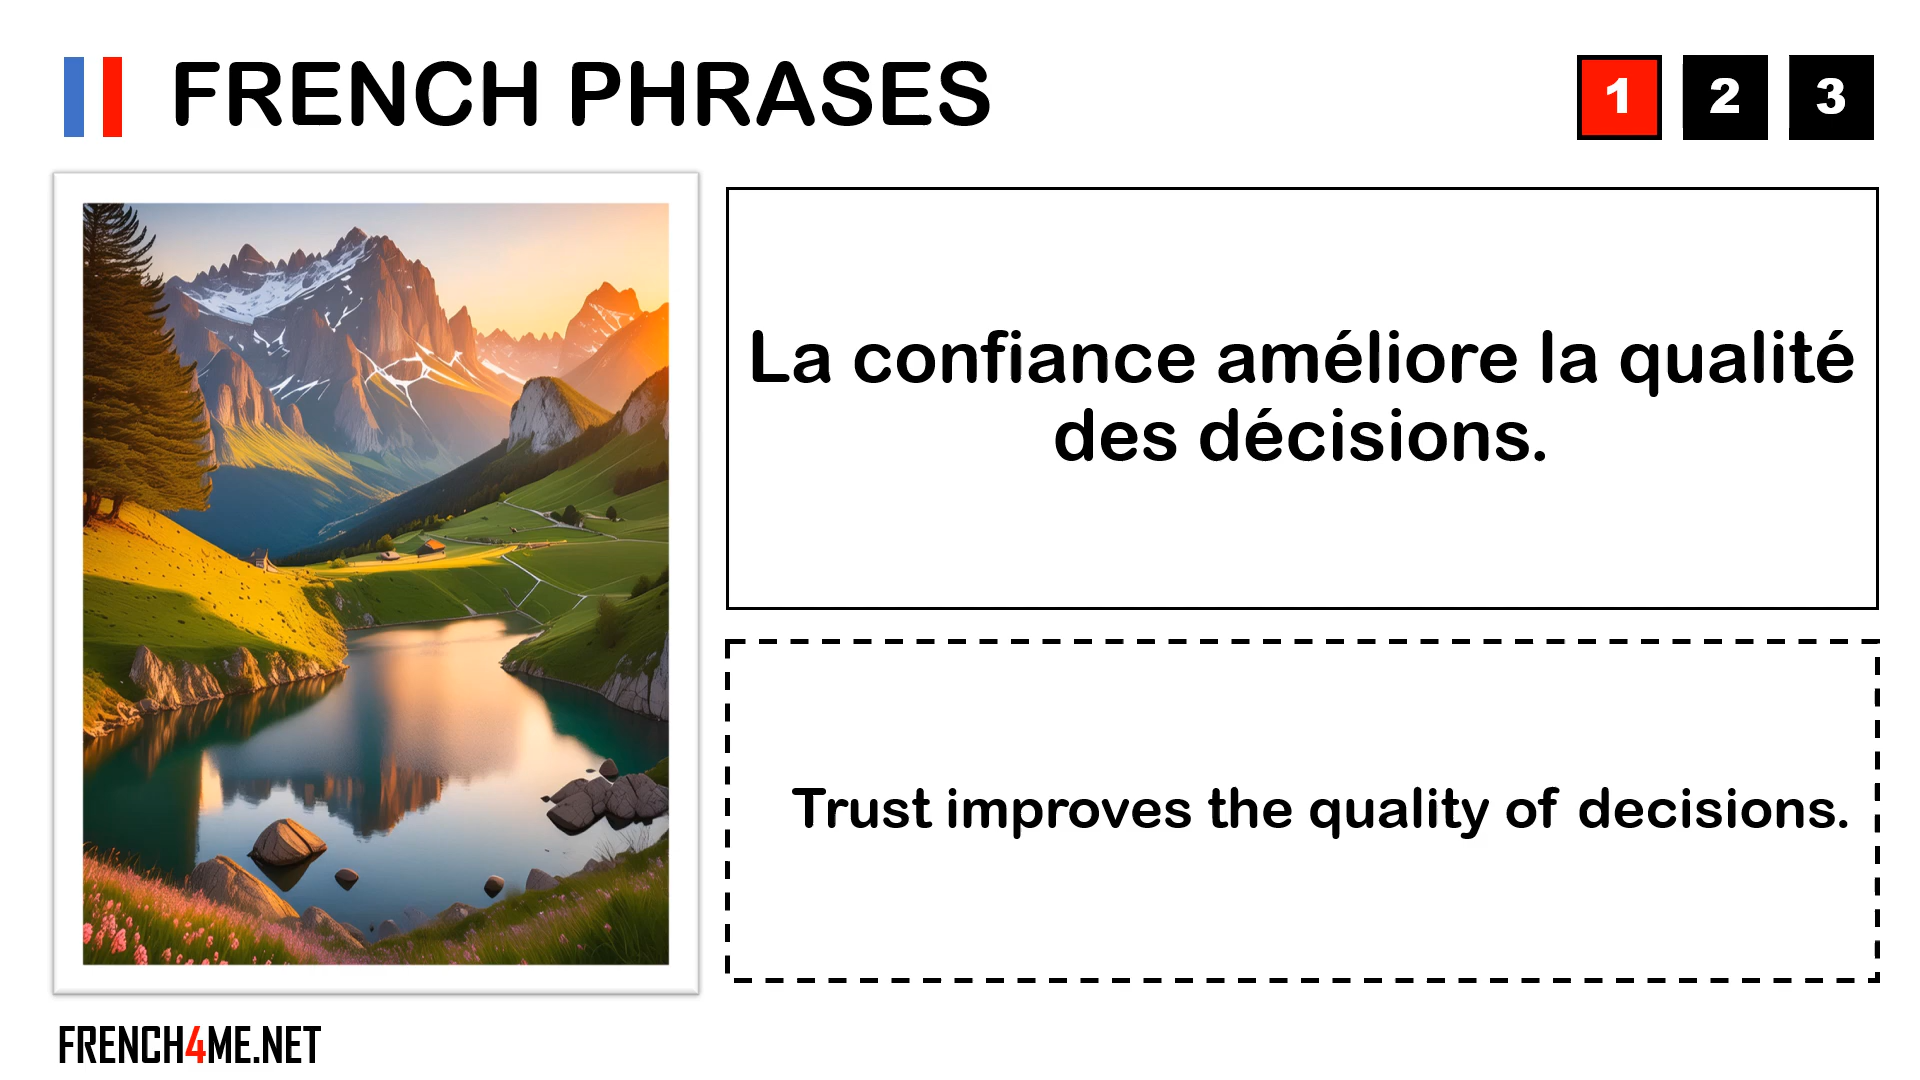 FRENCH PHRASES
1 2 3
La confiance améliore la qualité
des décisions.
Trust improves the quality of decisions.
FRENCH4ME.NET